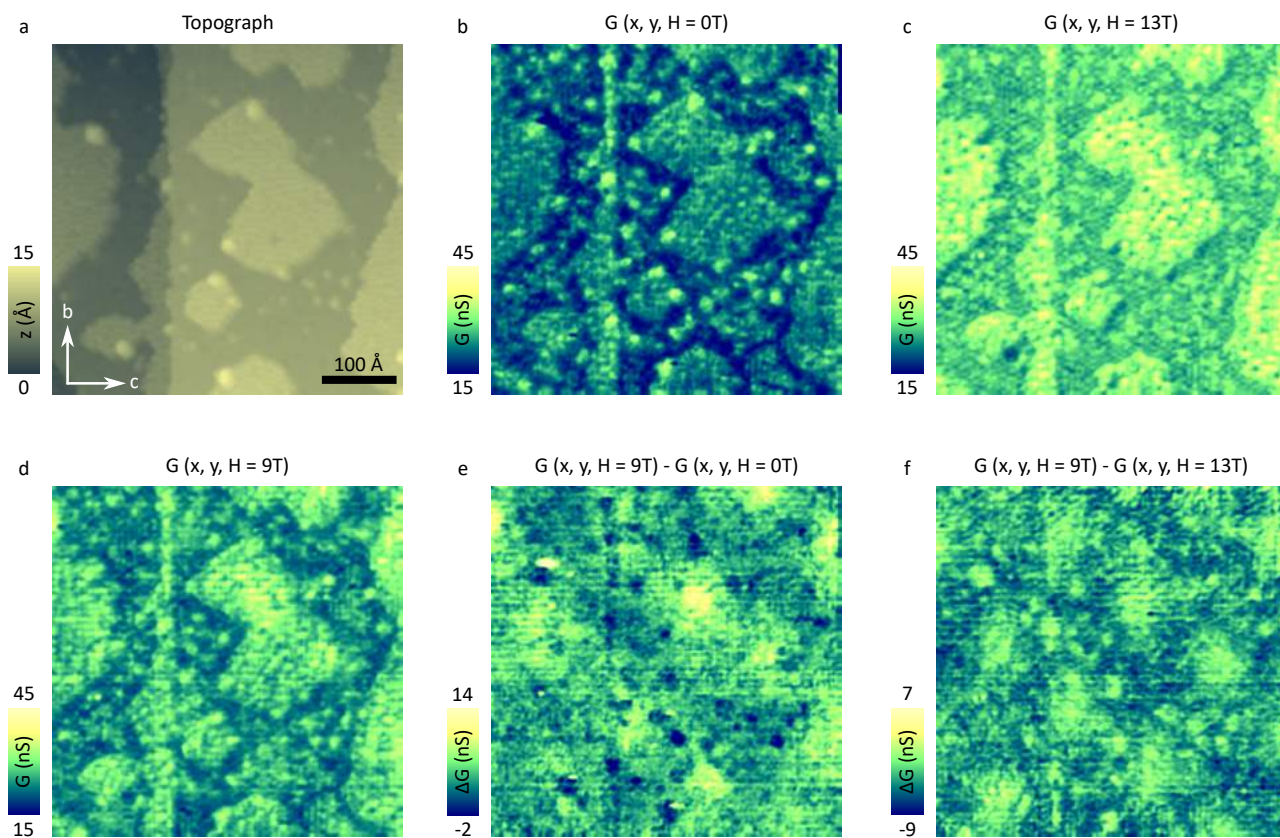 a
Topograph
b
G (x, y, H = 0T)
c
G (x, y, H = 13T)
15
z (Å)
0
b
c
100 Å
45
G (nS)
15
45
G (nS)
15
d
G (x, y, H = 9T)
e
G (x, y, H = 9T) - G (x, y, H = 0T)
f
G (x, y, H = 9T) - G (x, y, H = 13T)
45
G (nS)
15
14
ΔG (nS)
-2
7
ΔG (nS)
-9